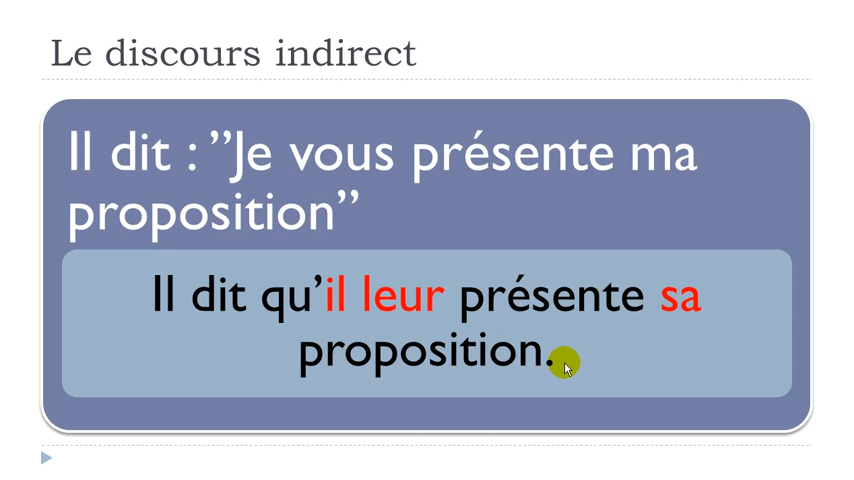 Le discours indirect
Il dit : ”Je vous présente ma
proposition”
Il dit qu’il leur présente sa
proposition.